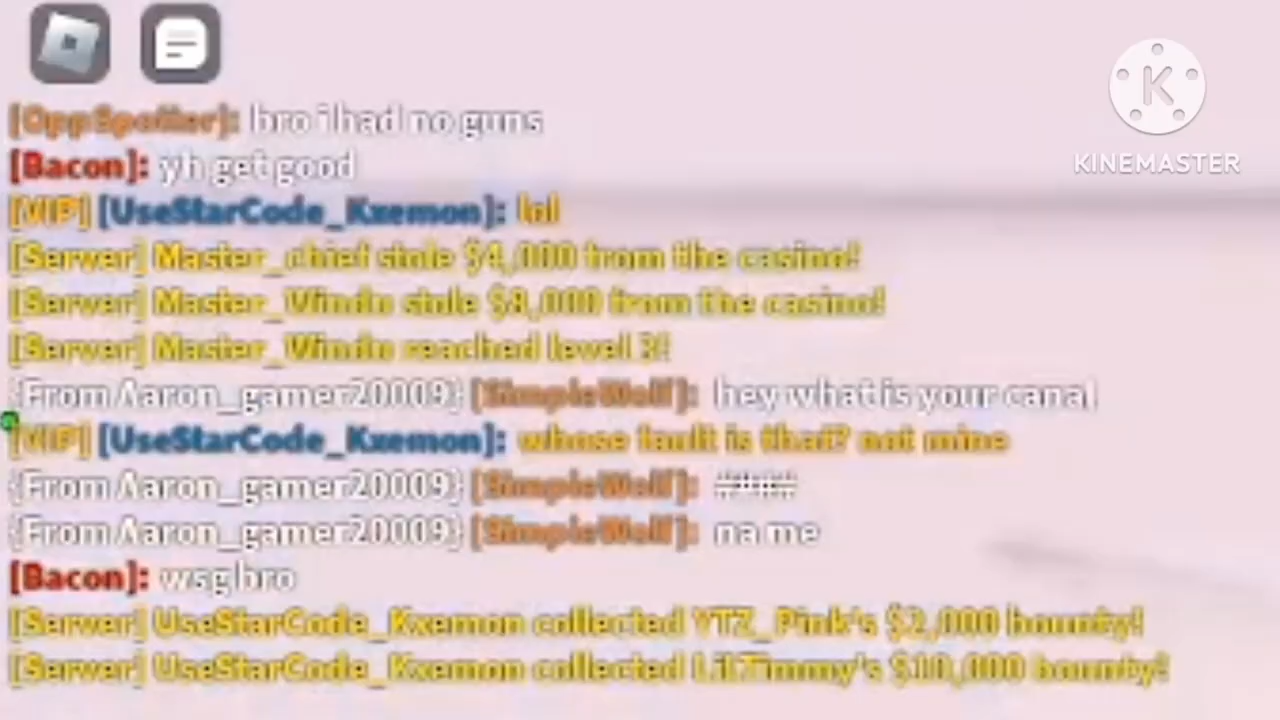 KINEMASTER
[OppSpotter]: bro i had no guns
[Bacon]: yh get good
[VIP] [UseStarCode_Kxemon]: lol
[Server] Master_chief stole $4,000 from the casino!
[Server] Master_Windu stole $8,000 from the casino!
[Server] Master_Windu reached level 3!
{From Aaron_gamer20009} [SimpleWolf]: hey what is your canal
[VIP] [UseStarCode_Kxemon]: whose fault is that? not mine
{From Aaron_gamer20009} [SimpleWolf]: ####
{From Aaron_gamer20009} [SimpleWolf]: na me
[Bacon]: wsg bro
[Server] UseStarCode_Kxemon collected YTZ_Pink's $2,000 bounty!
[Server] UseStarCode_Kxemon collected LilTimmy's $10,000 bounty!